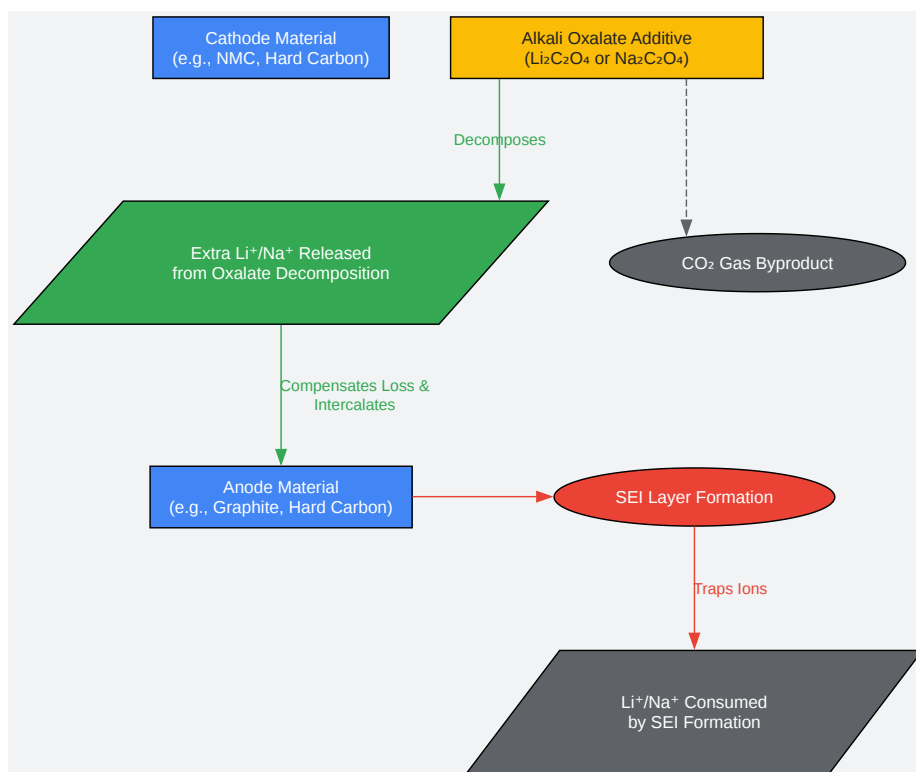 Cathode Material
(e.g., NMC, Hard Carbon)
Alkali Oxalate Additive
(Li₂C₂O₄ or Na₂C₂O₄)
Decomposes
Extra Li⁺/Na⁺ Released
from Oxalate Decomposition
CO₂ Gas Byproduct
Compensates Loss &
Intercalates
Anode Material
(e.g., Graphite, Hard Carbon)
SEI Layer Formation
Traps Ions
Li⁺/Na⁺ Consumed
by SEI Formation